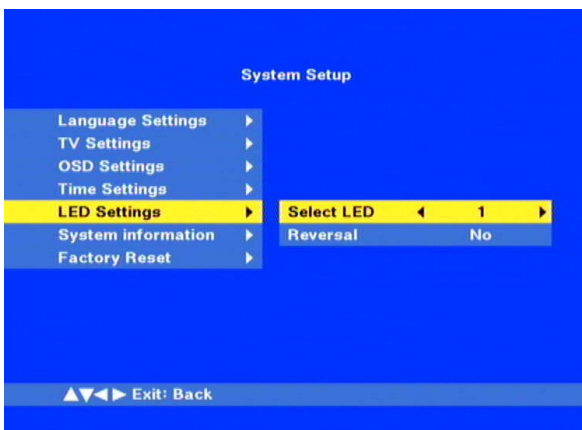 System Setup
Language Settings
TV Settings
OSD Settings
Time Settings
LED Settings
Select LED 1
System information
Reversal No
Factory Reset
Exit: Back